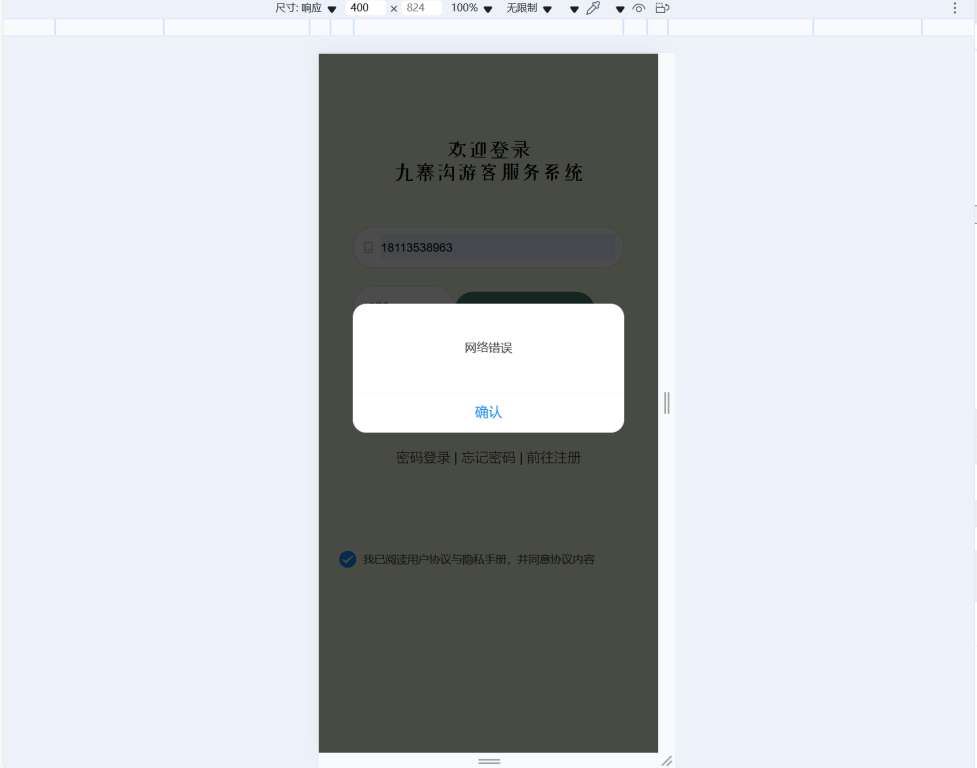 尺寸: 响应 400 × 824 100% 无限制
欢迎登录
九寨沟游客服务系统
18113538963
网络错误
确认
密码登录 | 忘记密码 | 前往注册
我已阅读用户协议与隐私手册，并同意协议内容